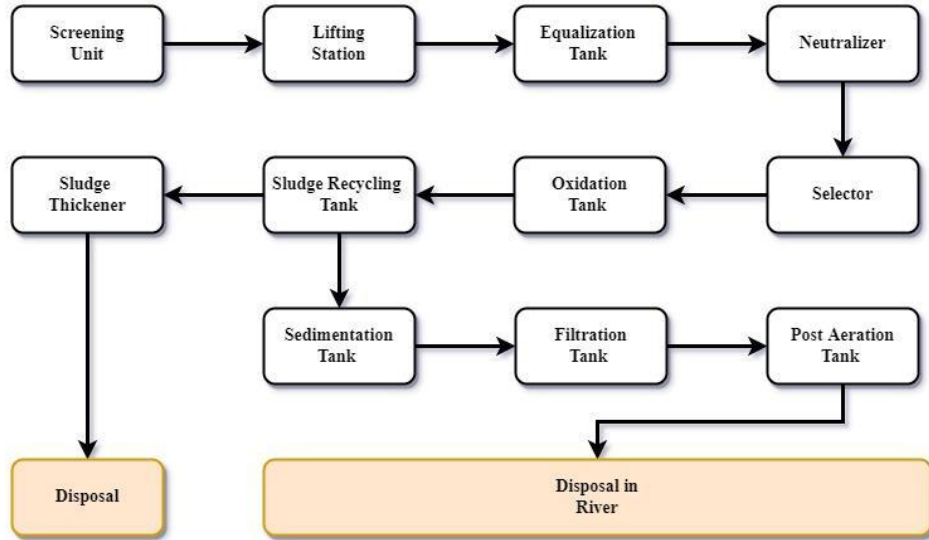 Screening
Unit
Lifting
Station
Equalization
Tank
Neutralizer
Sludge
Thickener
Sludge Recycling
Tank
Oxidation
Tank
Selector
Sedimentation
Tank
Filtration
Tank
Post Aeration
Tank
Disposal
Disposal in
River